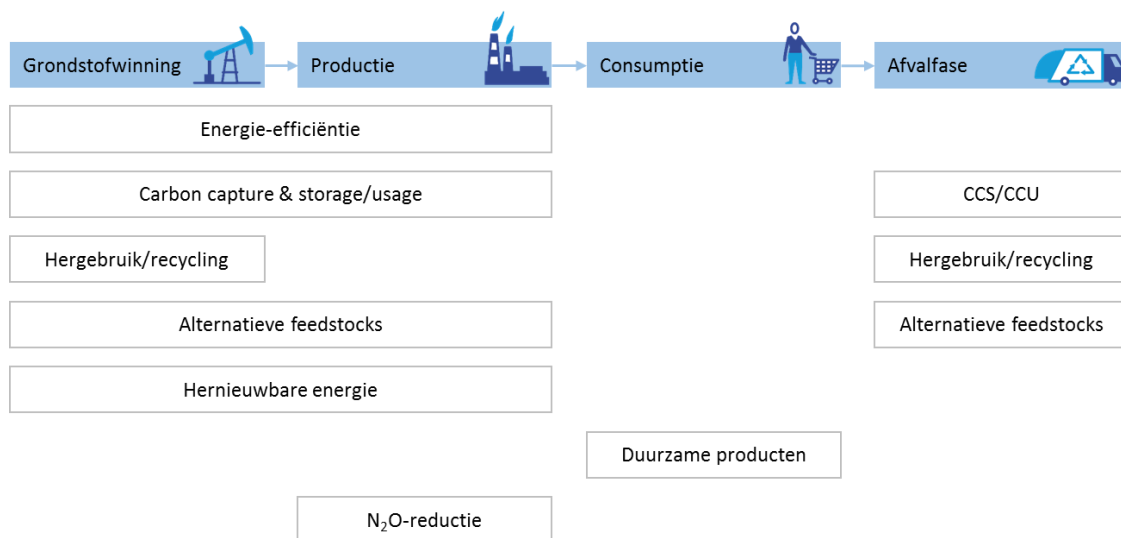 Grondstofwinning
Productie
Consumptie
Afvalfase
Energie-efficiëntie
Carbon capture & storage/usage
CCS/CCU
Hergebruik/recycling
Hergebruik/recycling
Alternatieve feedstocks
Alternatieve feedstocks
Hernieuwbare energie
Duurzame producten
N₂O-reductie